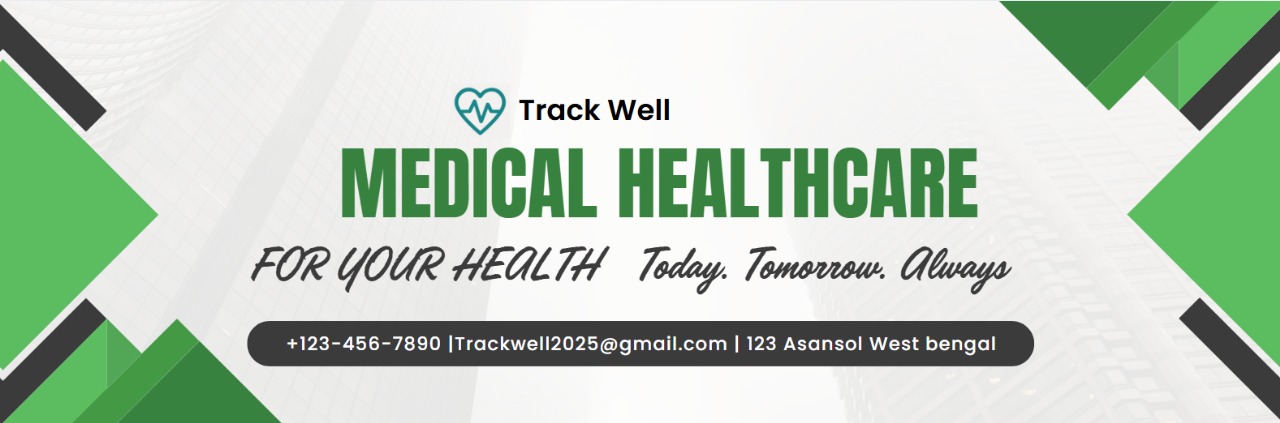 Track Well
MEDICAL HEALTHCARE
FOR YOUR HEALTH Today. Tomorrow. Always
+123-456-7890 |Trackwell2025@gmail.com | 123 Asansol West bengal